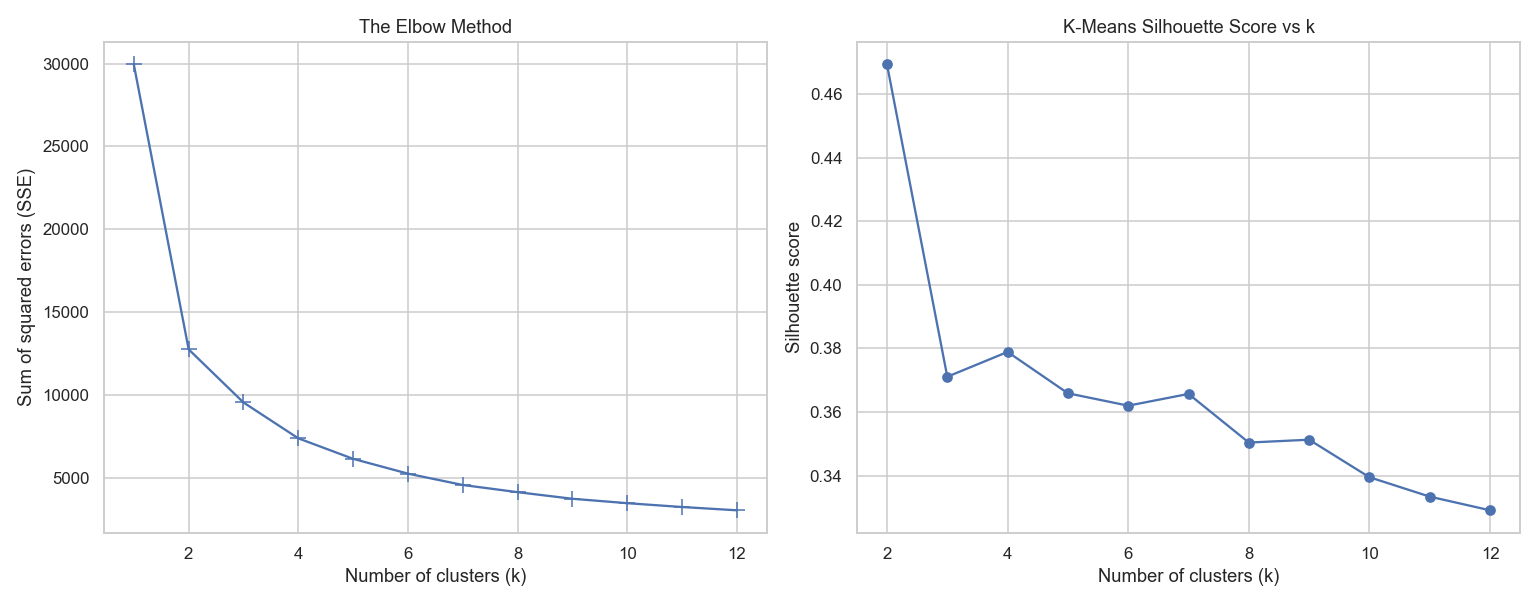 The Elbow Method
30000
25000
20000
15000
10000
5000
Sum of squared errors (SSE)
2 4 6 8 10 12
Number of clusters (k)
K-Means Silhouette Score vs k
0.46
0.44
0.42
0.40
0.38
0.36
0.34
Silhouette score
2 4 6 8 10 12
Number of clusters (k)